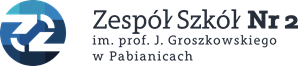 Zespół Szkół Nr 2
im. prof. J. Groszkowskiego
w Pabianicach